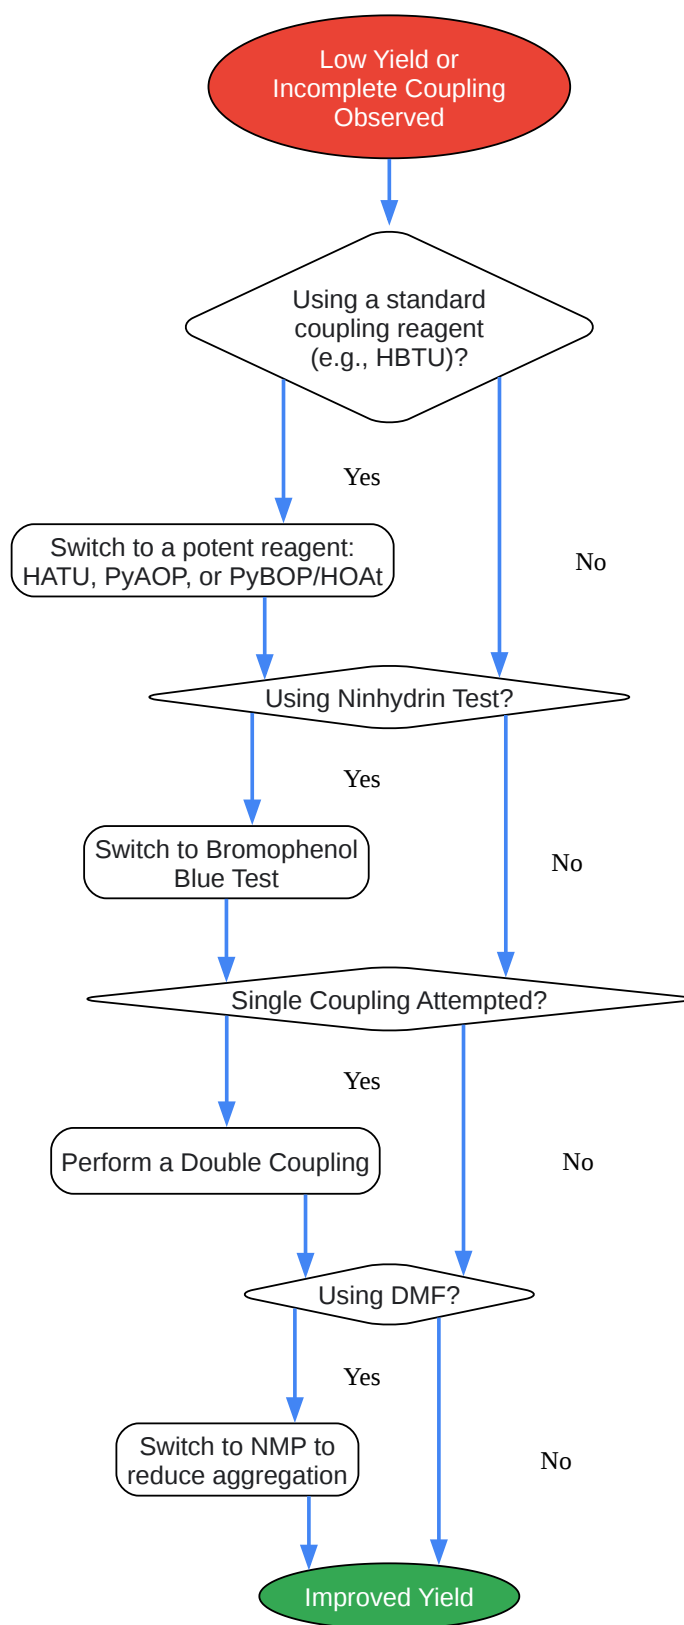 Low Yield or
Incomplete Coupling
Observed
Using a standard
coupling reagent
(e.g., HBTU)?
Yes
Switch to a potent reagent:
HATU, PyAOP, or PyBOP/HOAt
No
Using Ninhydrin Test?
Yes
Switch to Bromophenol
Blue Test
No
Single Coupling Attempted?
Yes
Perform a Double Coupling
No
Using DMF?
Yes
Switch to NMP to
reduce aggregation
No
Improved Yield